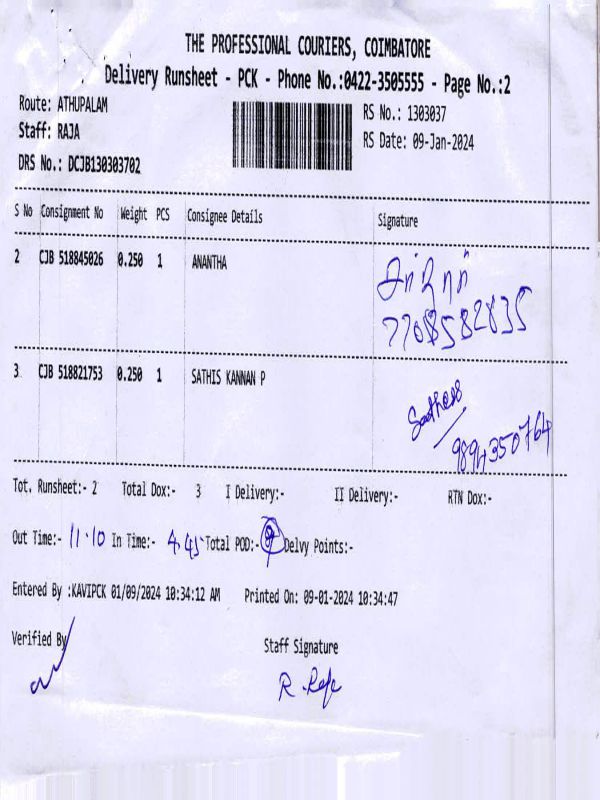 THE PROFESSIONAL COURIERS, COIMBATORE
Delivery Runsheet - PCK - Phone No.:0422-3505555 - Page No.:2
Route: ATHUPALAM
RS No.: 1303037
Staff: RAJA
RS Date: 09-Jan-2024
DRS No.: DCJB130303702
S No Consignment No Weight PCS Consignee Details Signature
2 CJB 518845026 0.250 1 ANANTHA
7708582835
3 CJB 518821753 0.250 1 SATHIS KANNAN P
9894350764
Tot. Runsheet:- 2 Total Dox:- 3 I Delivery:- II Delivery:- RTN Dox:-
Out Time:- 11.10 In Time:- 4.45 Total POD:- Delvy Points:-
Entered By :KAVIPCK 01/09/2024 10:34:12 AM Printed On: 09-01-2024 10:34:47
Verified By Staff Signature